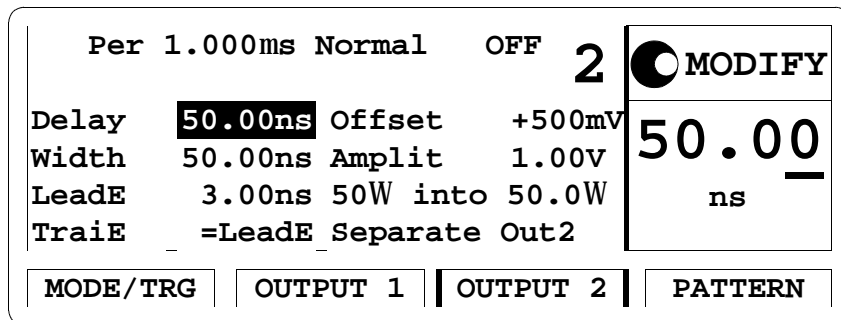 Per 1.000ms Normal OFF 2
MODIFY
Delay 50.00ns Offset +500mV
Width 50.00ns Amplit 1.00V
LeadE 3.00ns 50W into 50.0W
TraiE =LeadE Separate Out2
50.00
ns
MODE/TRG OUTPUT 1 OUTPUT 2 PATTERN